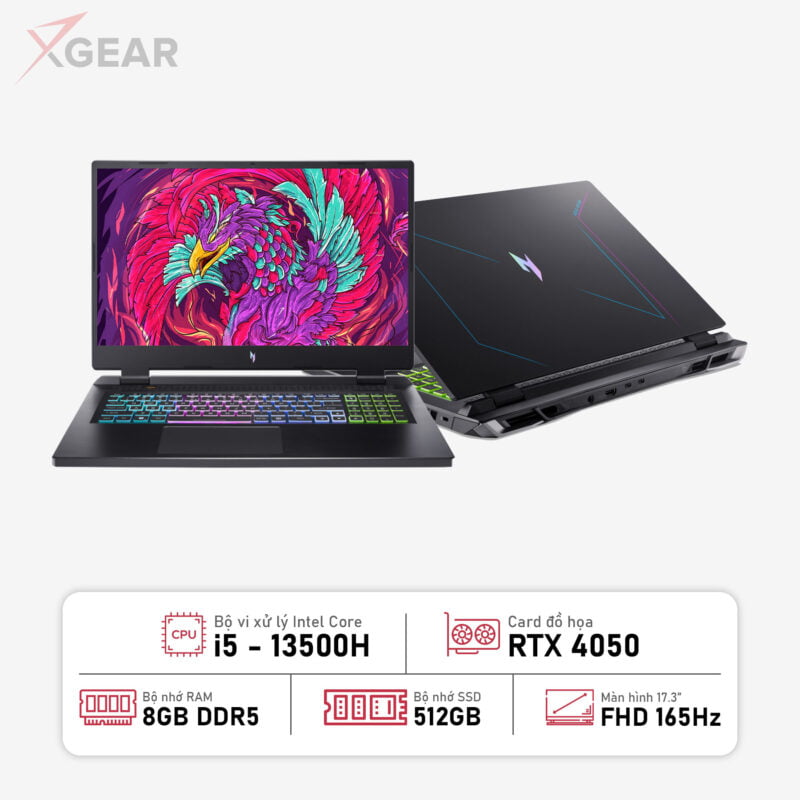 XGEAR
Bộ vi xử lý Intel Core
i5 - 13500H
Card đồ họa
RTX 4050
Bộ nhớ RAM
8GB DDR5
Bộ nhớ SSD
512GB
Màn hình 17.3"
FHD 165Hz
CPU